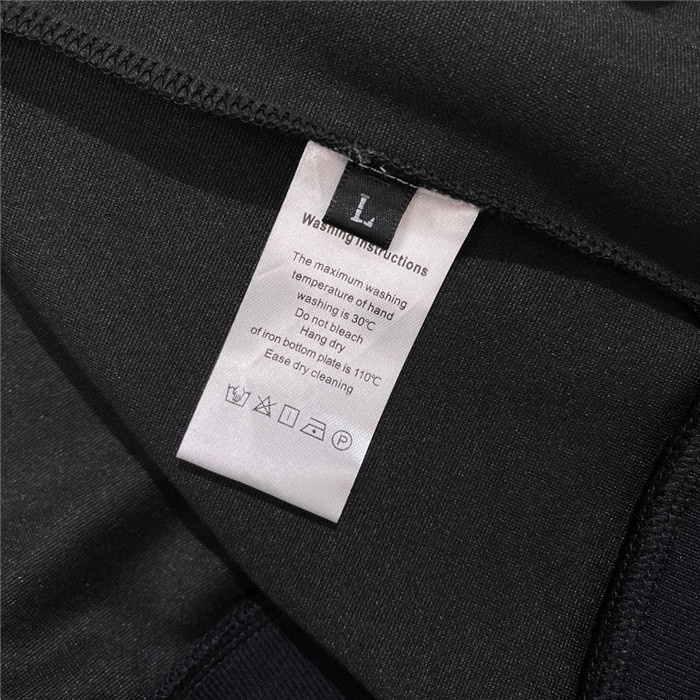 L
Washing Instructions
The maximum washing
temperature of hand
washing is 30℃
Do not bleach
Hang dry
of iron bottom plate is 110℃
Ease dry cleaning
P